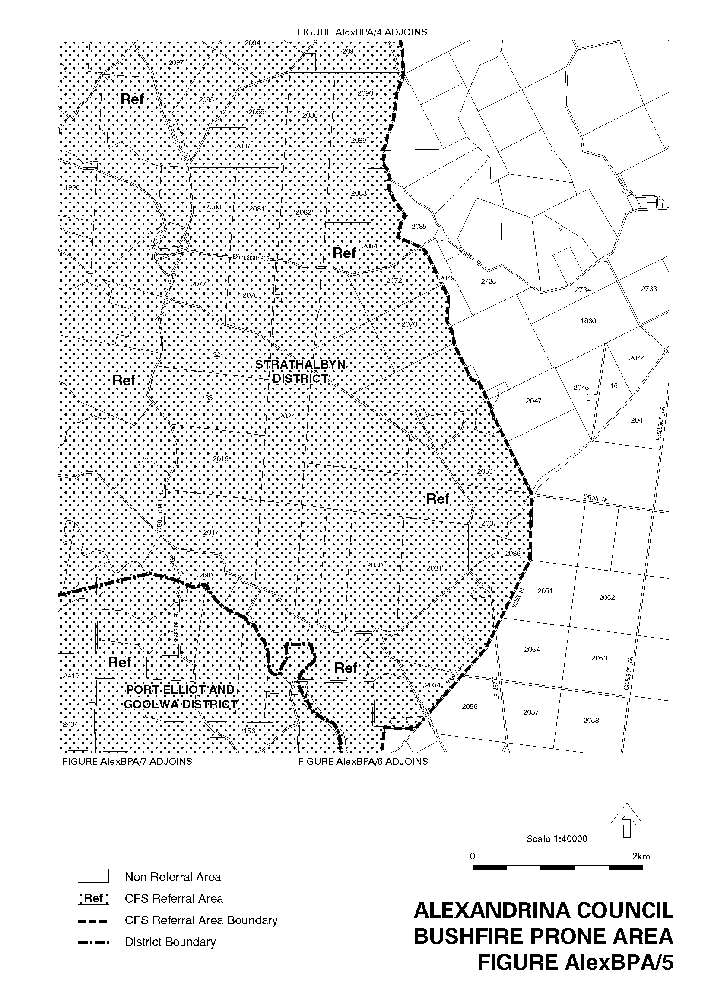 FIGURE AlexBPA/4 ADJOINS
2094
2091
2097
2090
Ref
2095
2088
2086
MOSQUITO HILL RD
2089
2087
1996
2083
2080
2081
2082
2085
DINGS RD
2084
Ref
EXCELSIOR PDE
QUARRY RD
2049
2072
2725
2077
MOSQUITO HILL RD
2734
2733
2076
1860
2070
32
2044
STRATHALBYN
DISTRICT
Ref
2045
16
33
2047
2024
2041
EXCELSIOR DR
2016
2066
Ref
EATON AV
MOSQUITO HILL RD
2037
2017
2036
BERYL CT
2030
2031
3490
2051
ELDER ST
2052
BRAESIDE RD
2054
2053
Ref
Ref
EXCELSIOR DR
2419
MANLY PL
2034
ELDER ST
PORT ELLIOT AND
GOOLWA DISTRICT
MOSQUITO HILL RD
2056
2057
2058
2434
156
FIGURE AlexBPA/7 ADJOINS
FIGURE AlexBPA/6 ADJOINS
Scale 1:40000
0
2km
Non Referral Area
Ref
CFS Referral Area
CFS Referral Area Boundary
District Boundary
ALEXANDRINA COUNCIL
BUSHFIRE PRONE AREA
FIGURE AlexBPA/5